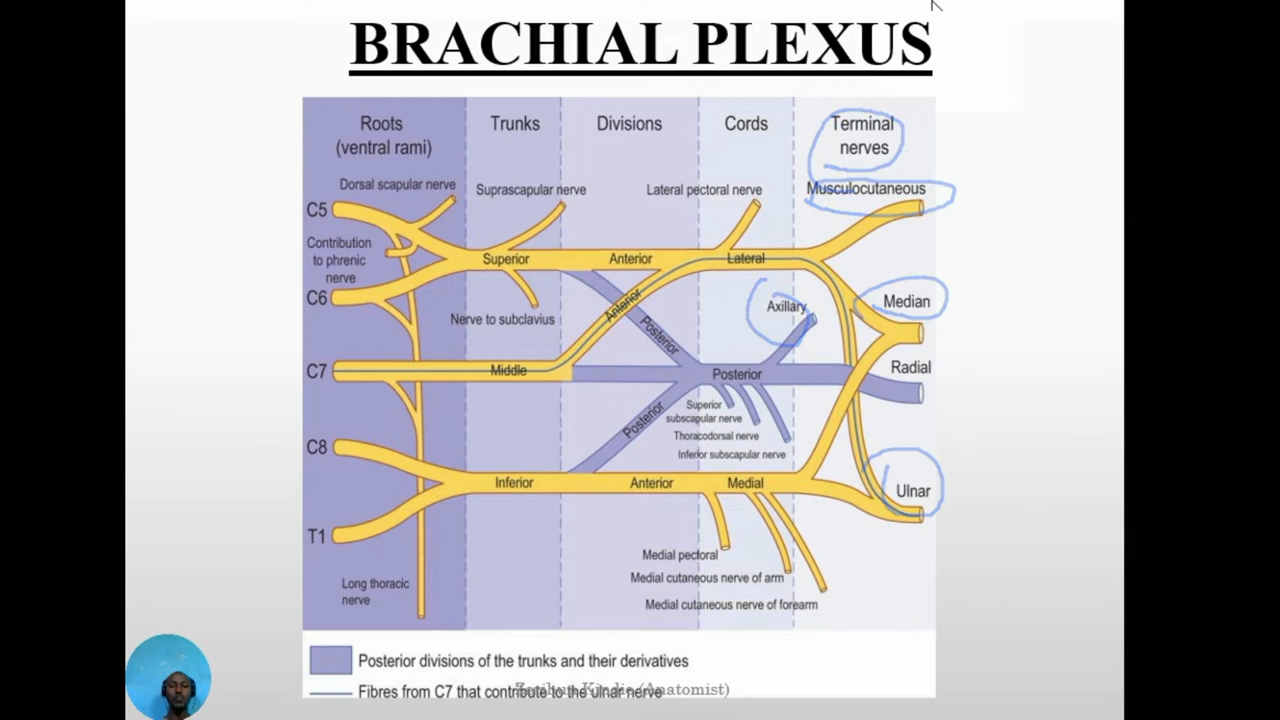 BRACHIAL PLEXUS
Roots
(ventral rami)
Trunks
Divisions
Cords
Terminal
nerves
Dorsal scapular nerve
Suprascapular nerve
Lateral pectoral nerve
Musculocutaneous
C5
Contribution
to phrenic
nerve
Superior
Anterior
Lateral
C6
Nerve to subclavius
Anterior
Posterior
Axillary
Median
C7
Middle
Posterior
Radial
Superior
subscapular nerve
Thoracodorsal nerve
Inferior subscapular nerve
Posterior
C8
Inferior
Anterior
Medial
Ulnar
T1
Medial pectoral
Medial cutaneous nerve of arm
Medial cutaneous nerve of forearm
Long thoracic
nerve
Posterior divisions of the trunks and their derivatives
Fibres from C7 that contribute to the ulnar nerve
(Anatomist)